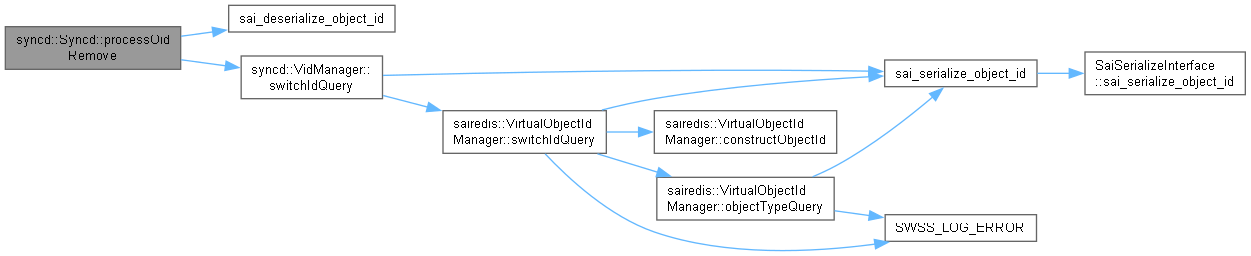 syncd::Syncd::processOid
Remove
sai_deserialize_object_id
syncd::VidManager::
switchIdQuery
sairedis::VirtualObjectId
Manager::switchIdQuery
sairedis::VirtualObjectId
Manager::constructObjectId
sairedis::VirtualObjectId
Manager::objectTypeQuery
sai_serialize_object_id
SWSS_LOG_ERROR
SaiSerializeInterface
::sai_serialize_object_id